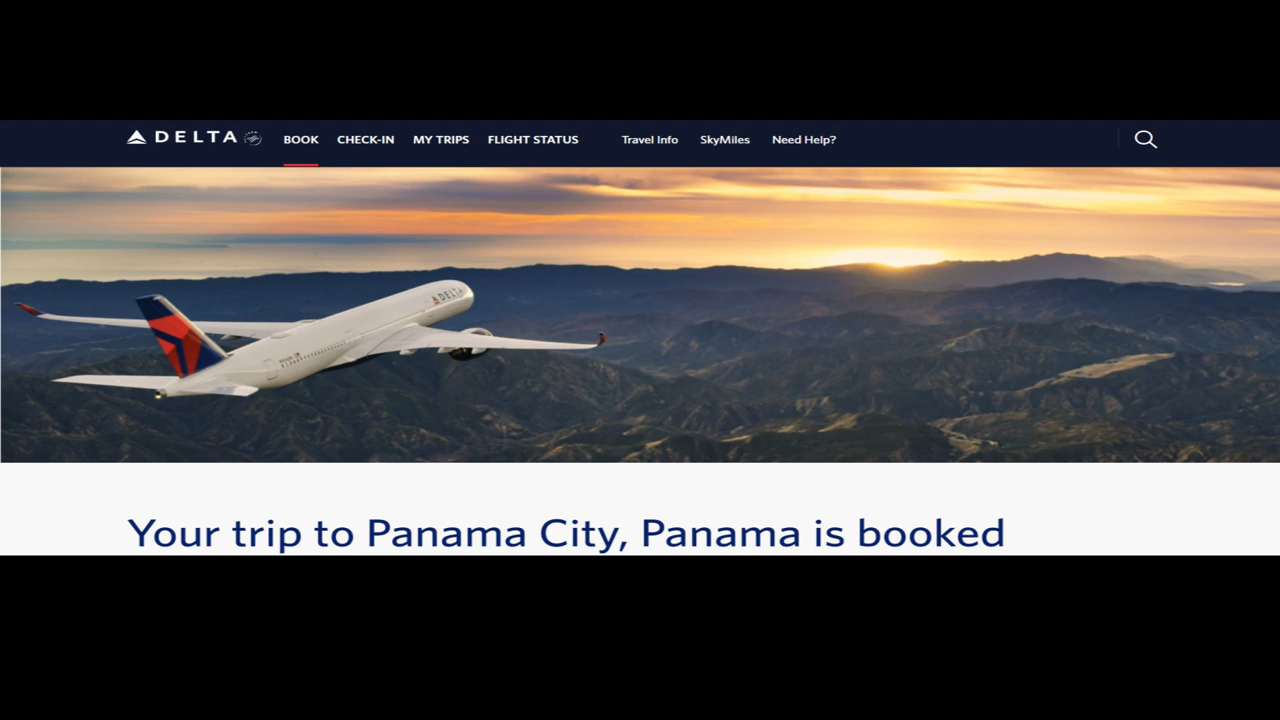 DELTA BOOK CHECK-IN MY TRIPS FLIGHT STATUS Travel Info SkyMiles Need Help?
DELTA
Your trip to Panama City, Panama is booked